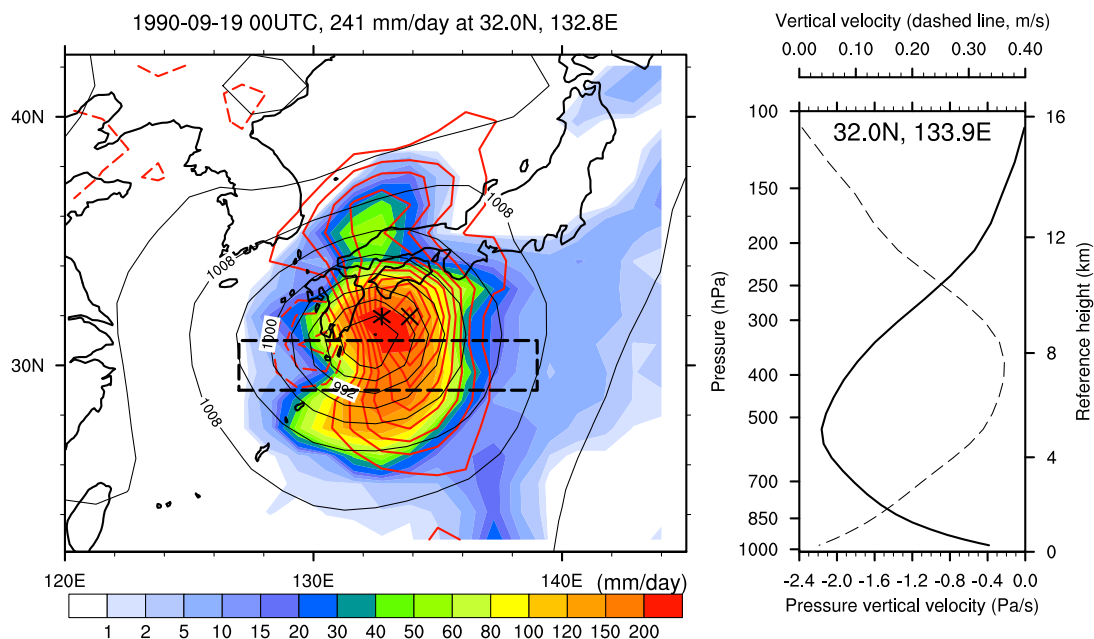 1990-09-19 00UTC, 241 mm/day at 32.0N, 132.8E
40N
30N
120E
130E
140E
1008
1008
1008
1000
992
(mm/day)
1 2 5 10 15 20 30 40 50 60 80 100 120 150 200
Vertical velocity (dashed line, m/s)
0.00 0.10 0.20 0.30 0.40
32.0N, 133.9E
Pressure (hPa)
100
150
200
250
300
400
500
700
850
1000
Reference height (km)
16
12
8
4
0
-2.4 -1.8 -1.2 -0.4 0.0
Pressure vertical velocity (Pa/s)